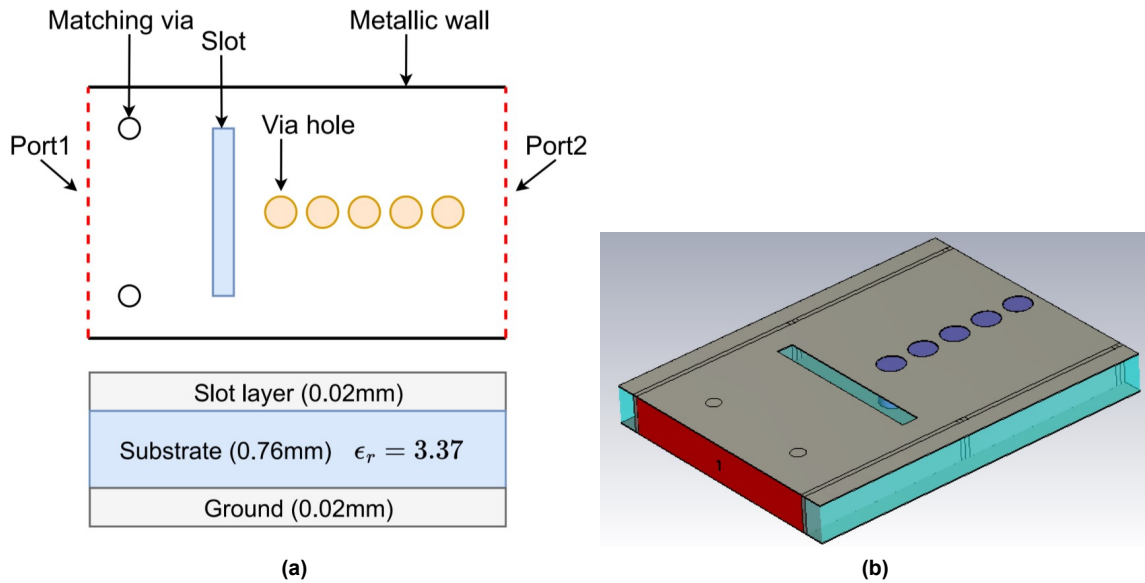 Matching via
Slot
Metallic wall
Via hole
Port1
Port2
Slot layer (0.02mm)
Substrate (0.76mm) ϵr = 3.37
Ground (0.02mm)
1
(a)
(b)